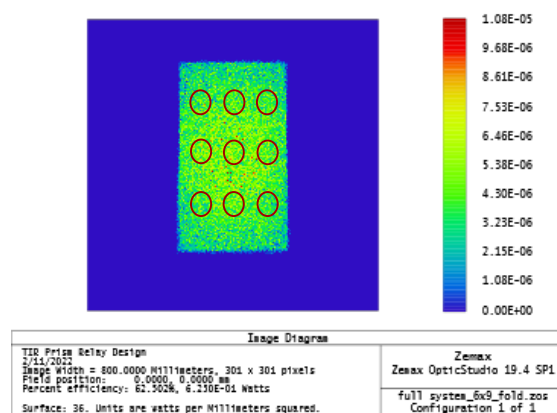 1.08E-05
9.68E-06
8.61E-06
7.53E-06
6.46E-06
5.38E-06
4.30E-06
3.23E-06
2.15E-06
1.08E-06
0.00E+00
Image Diagram
TIR Prism Relay Design
2/11/2022
Image Width = 800.0000 Millimeters, 301 x 301 pixels
Field position: 0.0000, 0.0000 mm
Percent efficiency: 62.502%, 6.250E-01 Watts
Surface: 36. Units are watts per Millimeters squared.
Zemax
Zemax OpticStudio 19.4 SP1
full system_6x9_fold.zos
Configuration 1 of 1